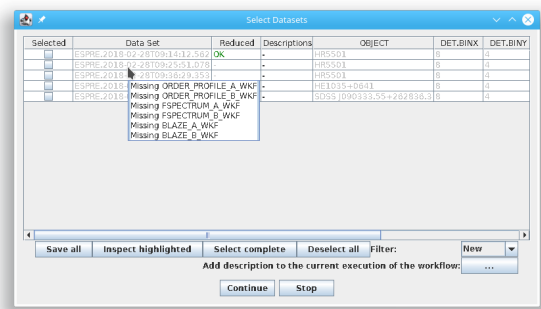 Select Datasets
Selected Data Set Reduced Descriptions OBJECT DET.BINX DET.BINY
ESPRE.2018-02-28T09:14:12.562 OK - HR5501 8 4
ESPRE.2018-02-28T09:25:51.078 - - HR5501 8 4
ESPRE.2018-02-28T09:36:29.353 - - HR5501 8 4
ESPRE.2018- - HE1035+0641 8 4
ESPRE.2018- - SDSS J090333.55+262836.3 8 4
Missing ORDER_PROFILE_A_WKF
Missing ORDER_PROFILE_B_WKF
Missing FSPECTRUM_A_WKF
Missing FSPECTRUM_B_WKF
Missing BLAZE_A_WKF
Missing BLAZE_B_WKF
Save all Inspect highlighted Select complete Deselect all Filter: New
Add description to the current execution of the workflow: ...
Continue Stop